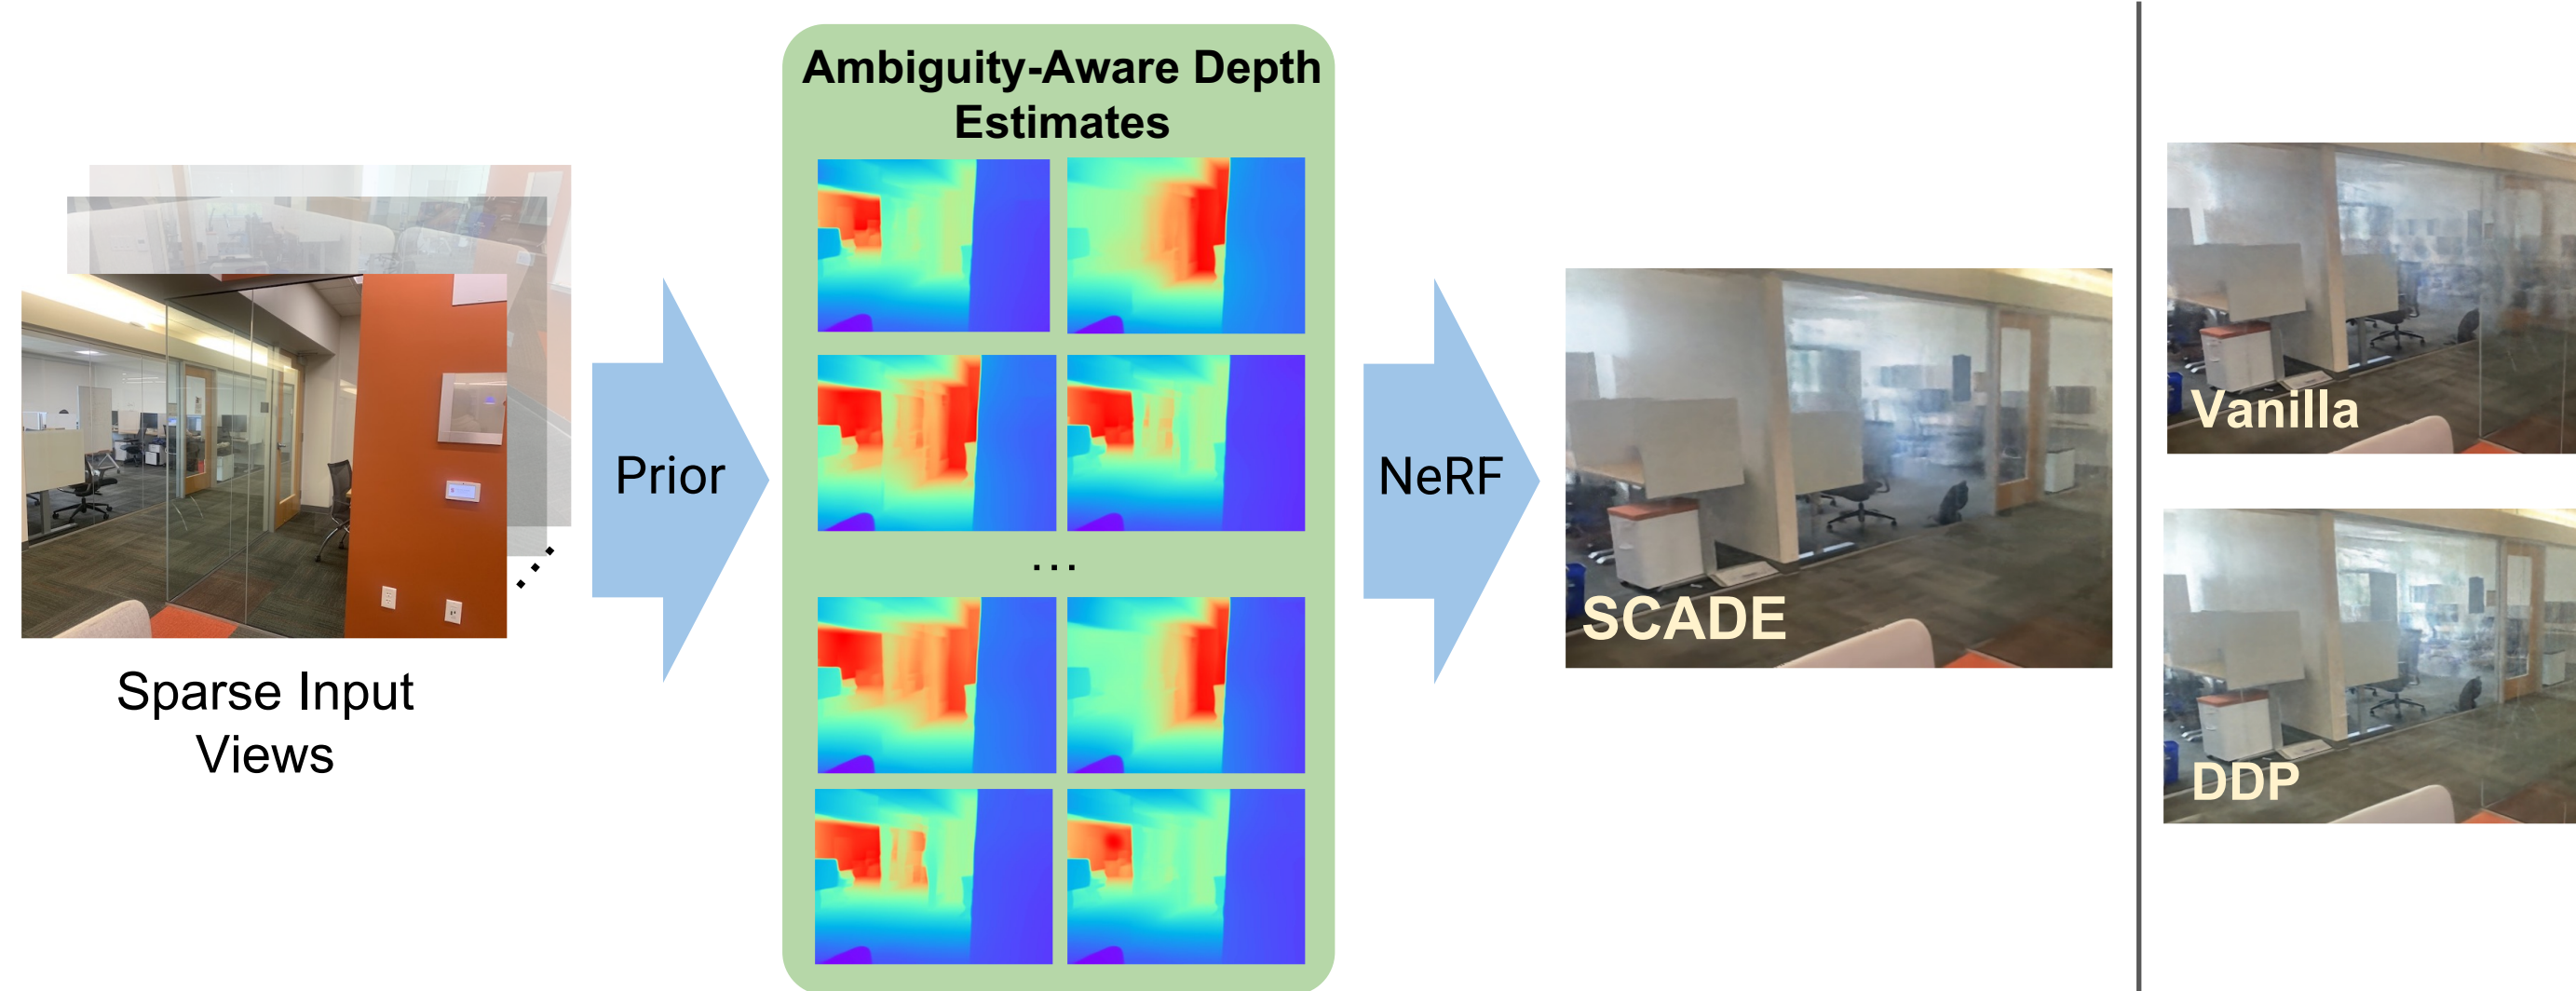 Ambiguity-Aware Depth
Estimates
Sparse Input
Views
Prior
...
NeRF
SCADE
Vanilla
DDP